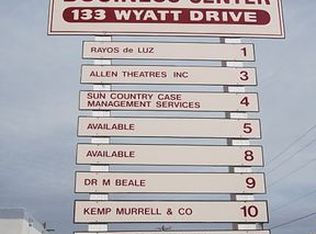 BUSINESS CENTER
133 WYATT DRIVE
RAYOS de LUZ 1
ALLEN THEATRES INC 3
SUN COUNTRY CASE
MANAGEMENT SERVICES 4
AVAILABLE 5
AVAILABLE 8
DR M BEALE 9
KEMP MURRELL & CO 10